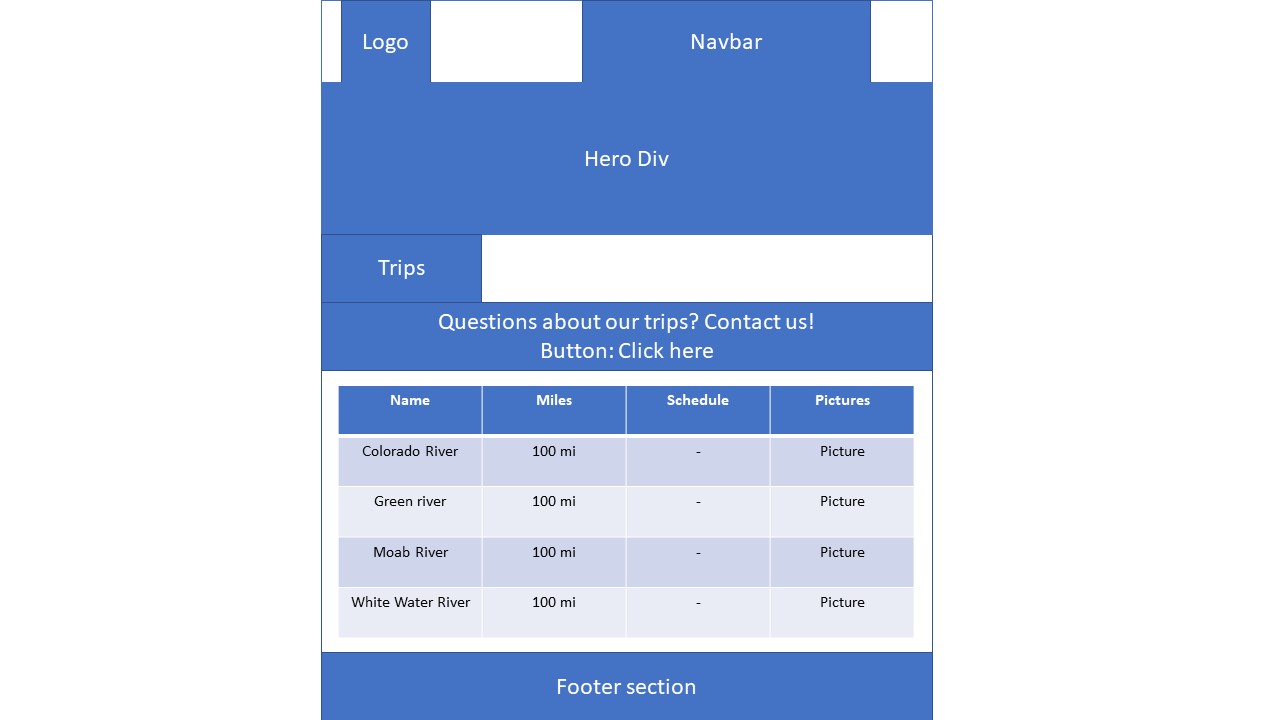 Logo
Navbar
Hero Div
Trips
Questions about our trips? Contact us!
Button: Click here
Name Miles Schedule Pictures
Colorado River 100 mi - Picture
Green river 100 mi - Picture
Moab River 100 mi - Picture
White Water River 100 mi - Picture
Footer section